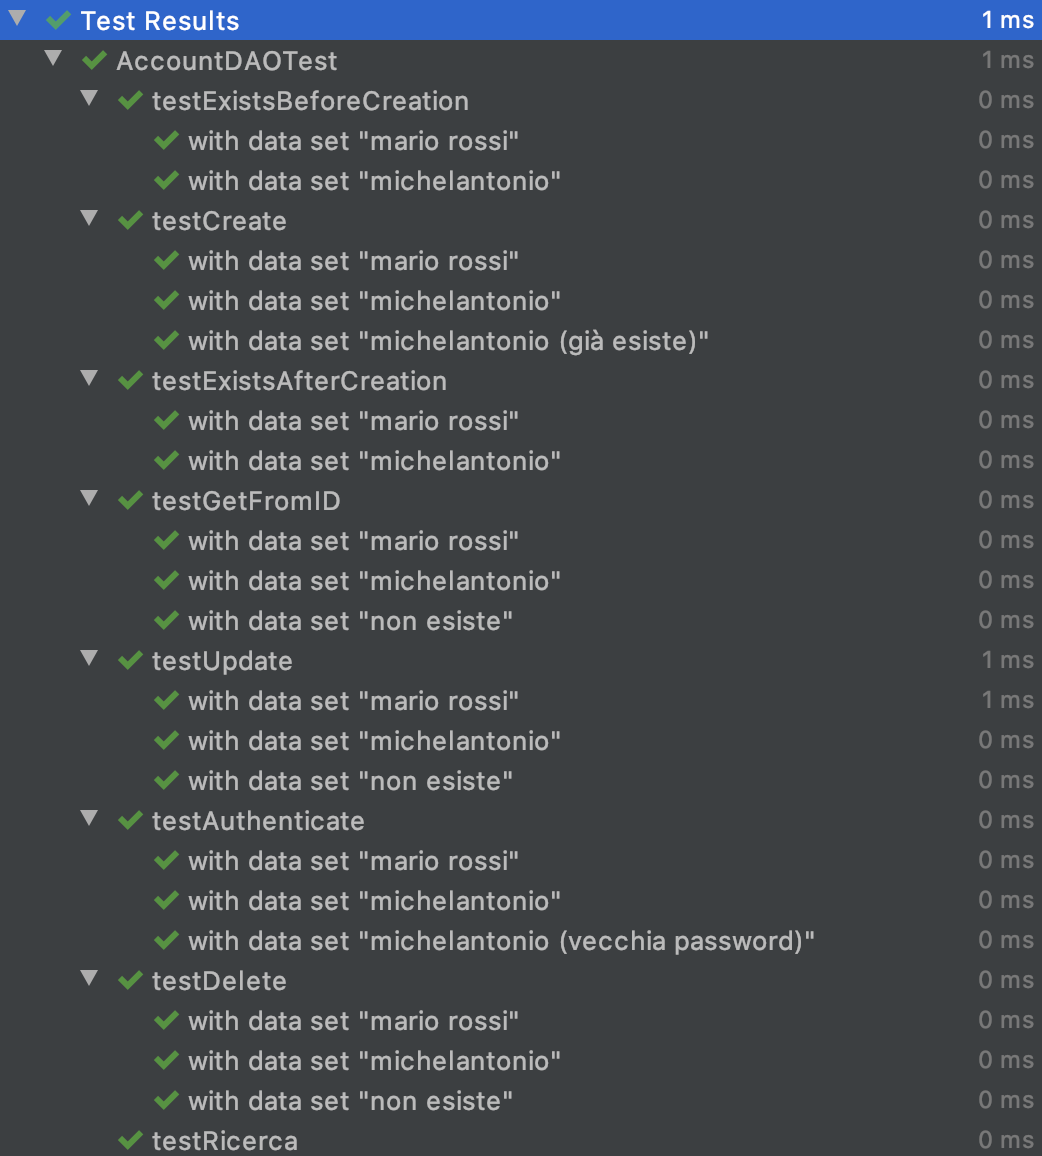 Test Results 1 ms
AccountDAOTest 1 ms
testExistsBeforeCreation 0 ms
with data set "mario rossi" 0 ms
with data set "michelantonio" 0 ms
testCreate 0 ms
with data set "mario rossi" 0 ms
with data set "michelantonio" 0 ms
with data set "michelantonio (già esiste)" 0 ms
testExistsAfterCreation 0 ms
with data set "mario rossi" 0 ms
with data set "michelantonio" 0 ms
testGetFromID 0 ms
with data set "mario rossi" 0 ms
with data set "michelantonio" 0 ms
with data set "non esiste" 0 ms
testUpdate 1 ms
with data set "mario rossi" 1 ms
with data set "michelantonio" 0 ms
with data set "non esiste" 0 ms
testAuthenticate 0 ms
with data set "mario rossi" 0 ms
with data set "michelantonio" 0 ms
with data set "michelantonio (vecchia password)" 0 ms
testDelete 0 ms
with data set "mario rossi" 0 ms
with data set "michelantonio" 0 ms
with data set "non esiste" 0 ms
testRicerca 0 ms